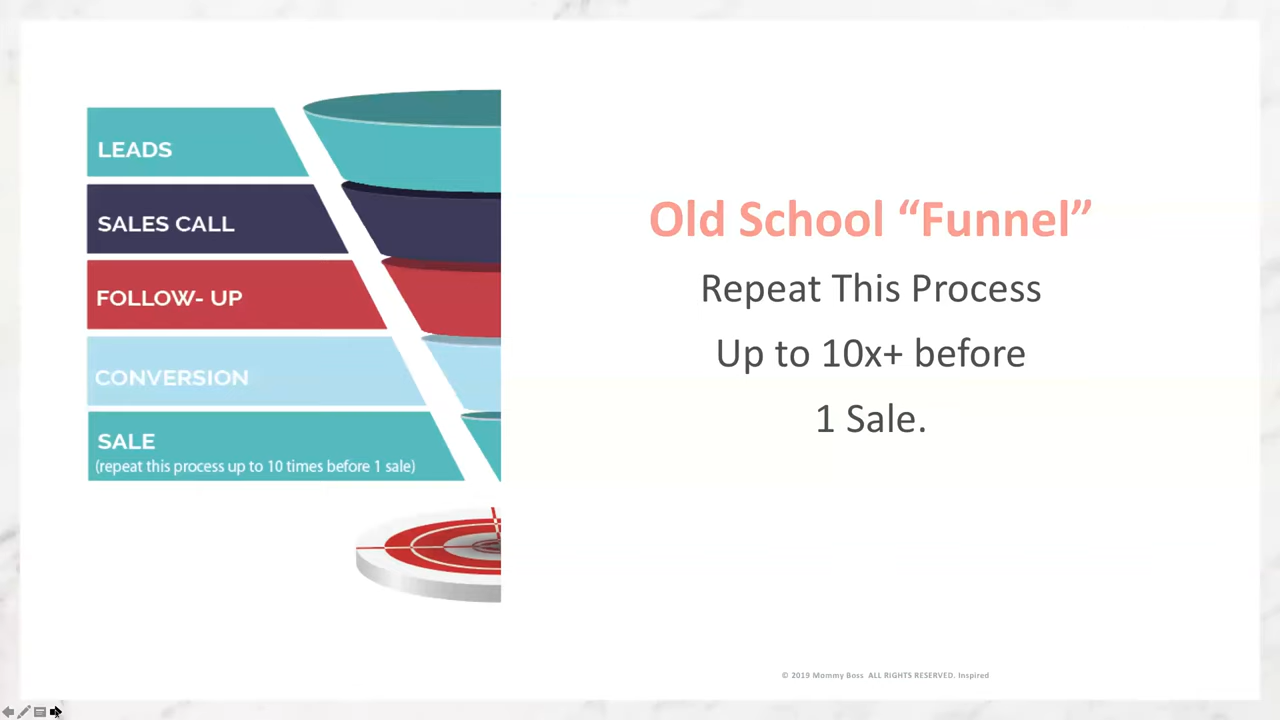 LEADS
SALES CALL
FOLLOW- UP
CONVERSION
SALE
(repeat this process up to 10 times before 1 sale)
Old School “Funnel”
Repeat This Process
Up to 10x+ before
1 Sale.
© 2019 Mommy Boss ALL RIGHTS RESERVED. Inspired